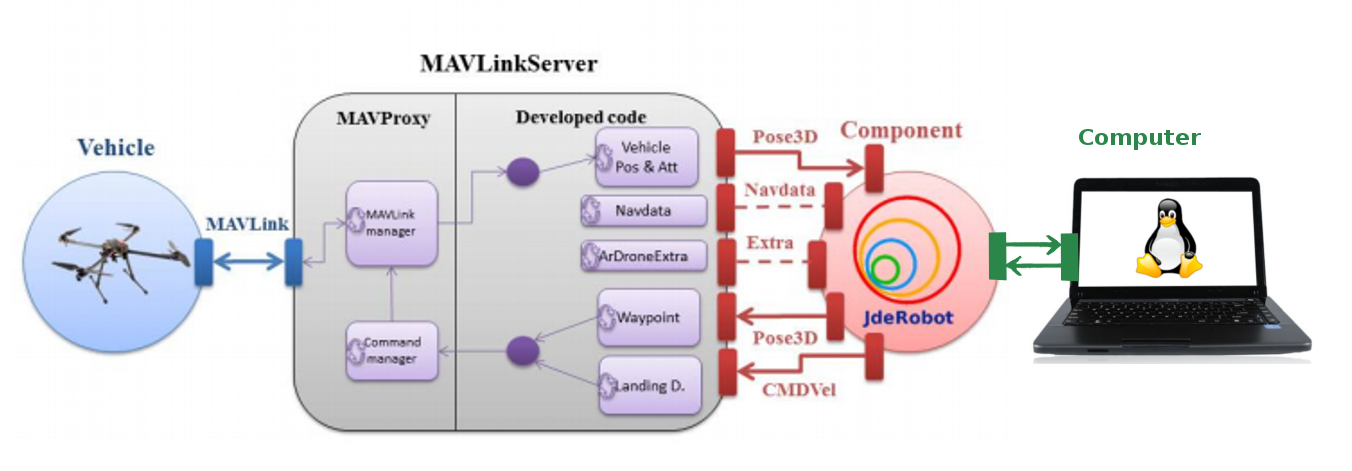 MAVLinkServer
MAVProxy
Developed code
Vehicle
MAVLink
MAVLink
manager
Command
manager
Vehicle
Pos & Att
Navdata
ArDroneExtra
Waypoint
Landing D.
Pose3D
Navdata
Extra
Pose3D
CMDVel
Component
JdeRobot
Computer